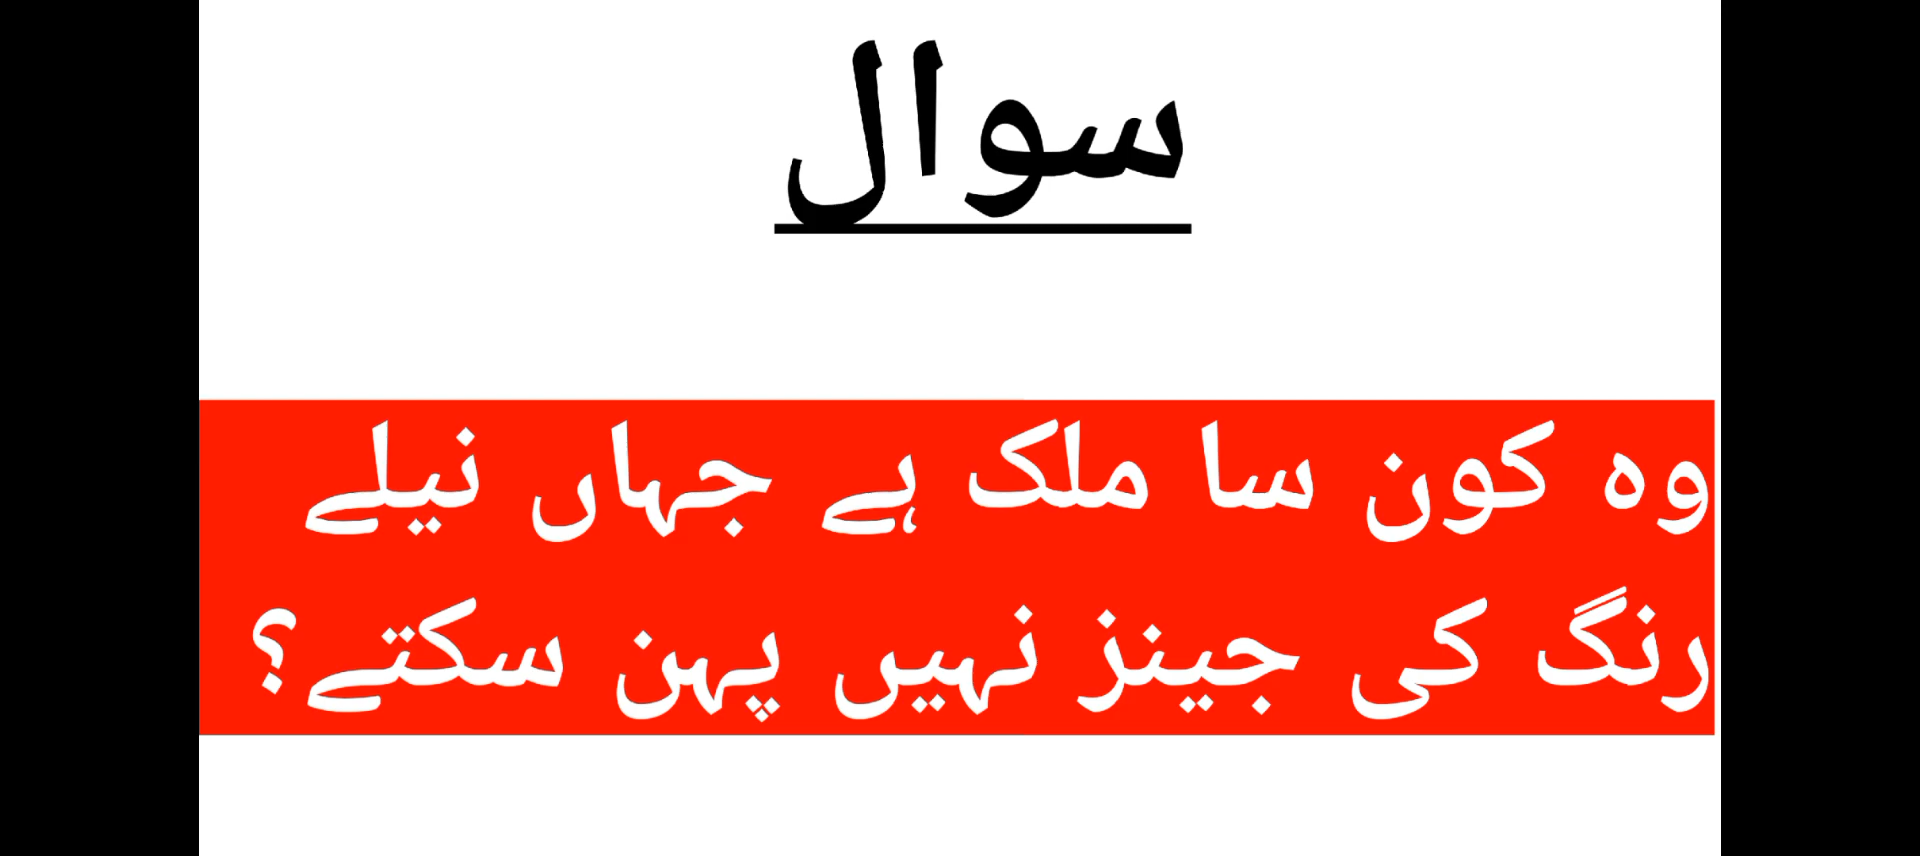 سوال
وہ کون سا ملک ہے جہاں نیلے
رنگ کی جینز نہیں پہن سکتے؟